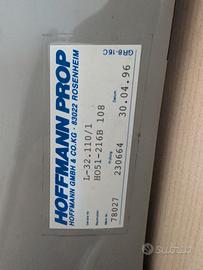 GR8-16C
HOFFMANN PROP
HOFFMANN GMBH & CO.KG · 83022 ROSENHEIM
L-32.110/1
HO51-216B 108
Datum
30.04.96
230664
78027
Subito